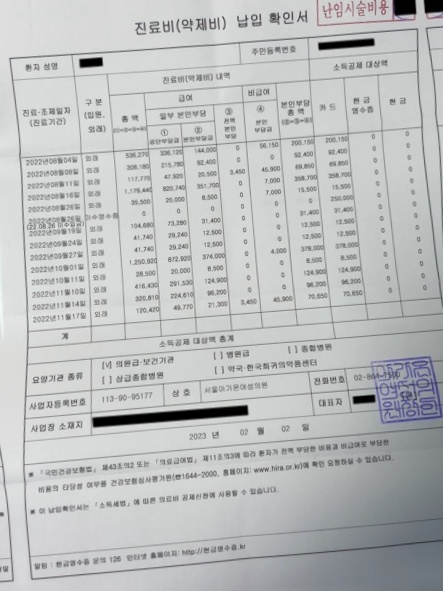 진료비(약제비) 납입 확인서
난임시술비용
환자 성명
주민등록번호
진료·조제일자
(진료기간)
구 분
(입원,
외래)
진료비(약제비) 내역
소득공제 대상액
급여
비급여
총 액
일부 본인부담
①
공단부담금
②
본인부담금
③
전액
본인
부담
④
본인
부담금
본인부담
총액
카 드
현 금
영수증
현 금
2022년08월04일 외래 536,270 336,120 144,000 0 56,150 200,150 200,150 0 0
2022년08월09일 외래 308,180 215,780 92,400 0 0 92,400 92,400 0 0
2022년08월11일 외래 117,770 47,920 20,500 3,450 45,900 69,850 69,850 0 0
2022년08월16일 외래 1,179,440 820,740 351,700 0 7,000 358,700 358,700 0 0
2022년08월26일 외래 35,500 20,000 8,500 0 7,000 15,500 15,500 0 0
2022년08월26일 미수영수증 0 0 0 0 0 0 250,000 0 0
2022년09월19일 외래 104,680 73,280 31,400 0 0 31,400 31,400 0 0
2022년09월24일 외래 41,740 29,240 12,500 0 0 12,500 12,500 0 0
2022년09월27일 외래 41,740 29,240 12,500 0 0 12,500 12,500 0 0
2022년10월01일 외래 1,250,920 872,920 374,000 0 4,000 378,000 378,000 0 0
2022년10월11일 외래 28,500 20,000 8,500 0 0 8,500 8,500 0 0
2022년11월10일 외래 416,430 291,530 124,900 0 0 124,900 124,900 0 0
2022년11월14일 외래 320,810 224,610 96,200 0 0 96,200 96,200 0 0
2022년11월17일 외래 120,420 49,770 21,300 3,450 45,900 70,650 70,650 0 0
계
소득공제 대상액 총계
요양기관 종류
[√] 의원급·보건기관 [ ] 병원급 [ ] 종합병원
[ ] 상급종합병원 [ ] 약국·한국희귀의약품센터
사업자등록번호 113-90-95177 상 호 서울아기온여성의원 전화번호
사업장 소재지 대표자
2023 년 02 월 02 일
※ 「국민건강보험법」 제43조의2 또는 「의료급여법」 제11조의3에 따라 환자가 전액 부담한 비용과 비급여로 부담한
비용의 타당성 여부를 건강보험심사평가원(☎1644-2000, 홈페이지: www.hira.or.kr)에 확인 요청하실 수 있습니다.
※ 이 납입확인서는 「소득세법」에 따른 의료비 공제신청에 사용할 수 있습니다.
알림 : 현금영수증 문의 126 인터넷 홈페이지: http://현금영수증.kr